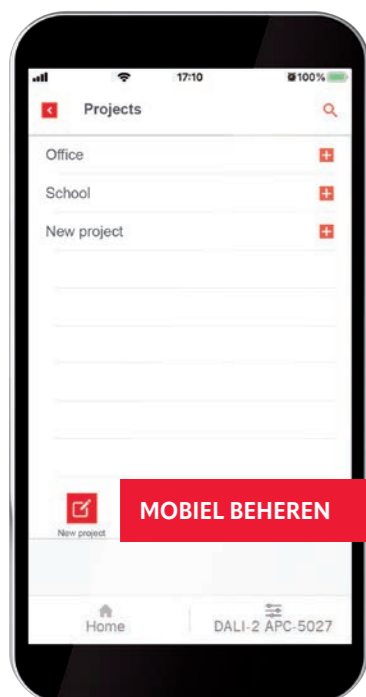 17:10
100%
Projects
Office
School
New project
New project
MOBIEL BEHEREN
Home
DALI-2 APC-5027